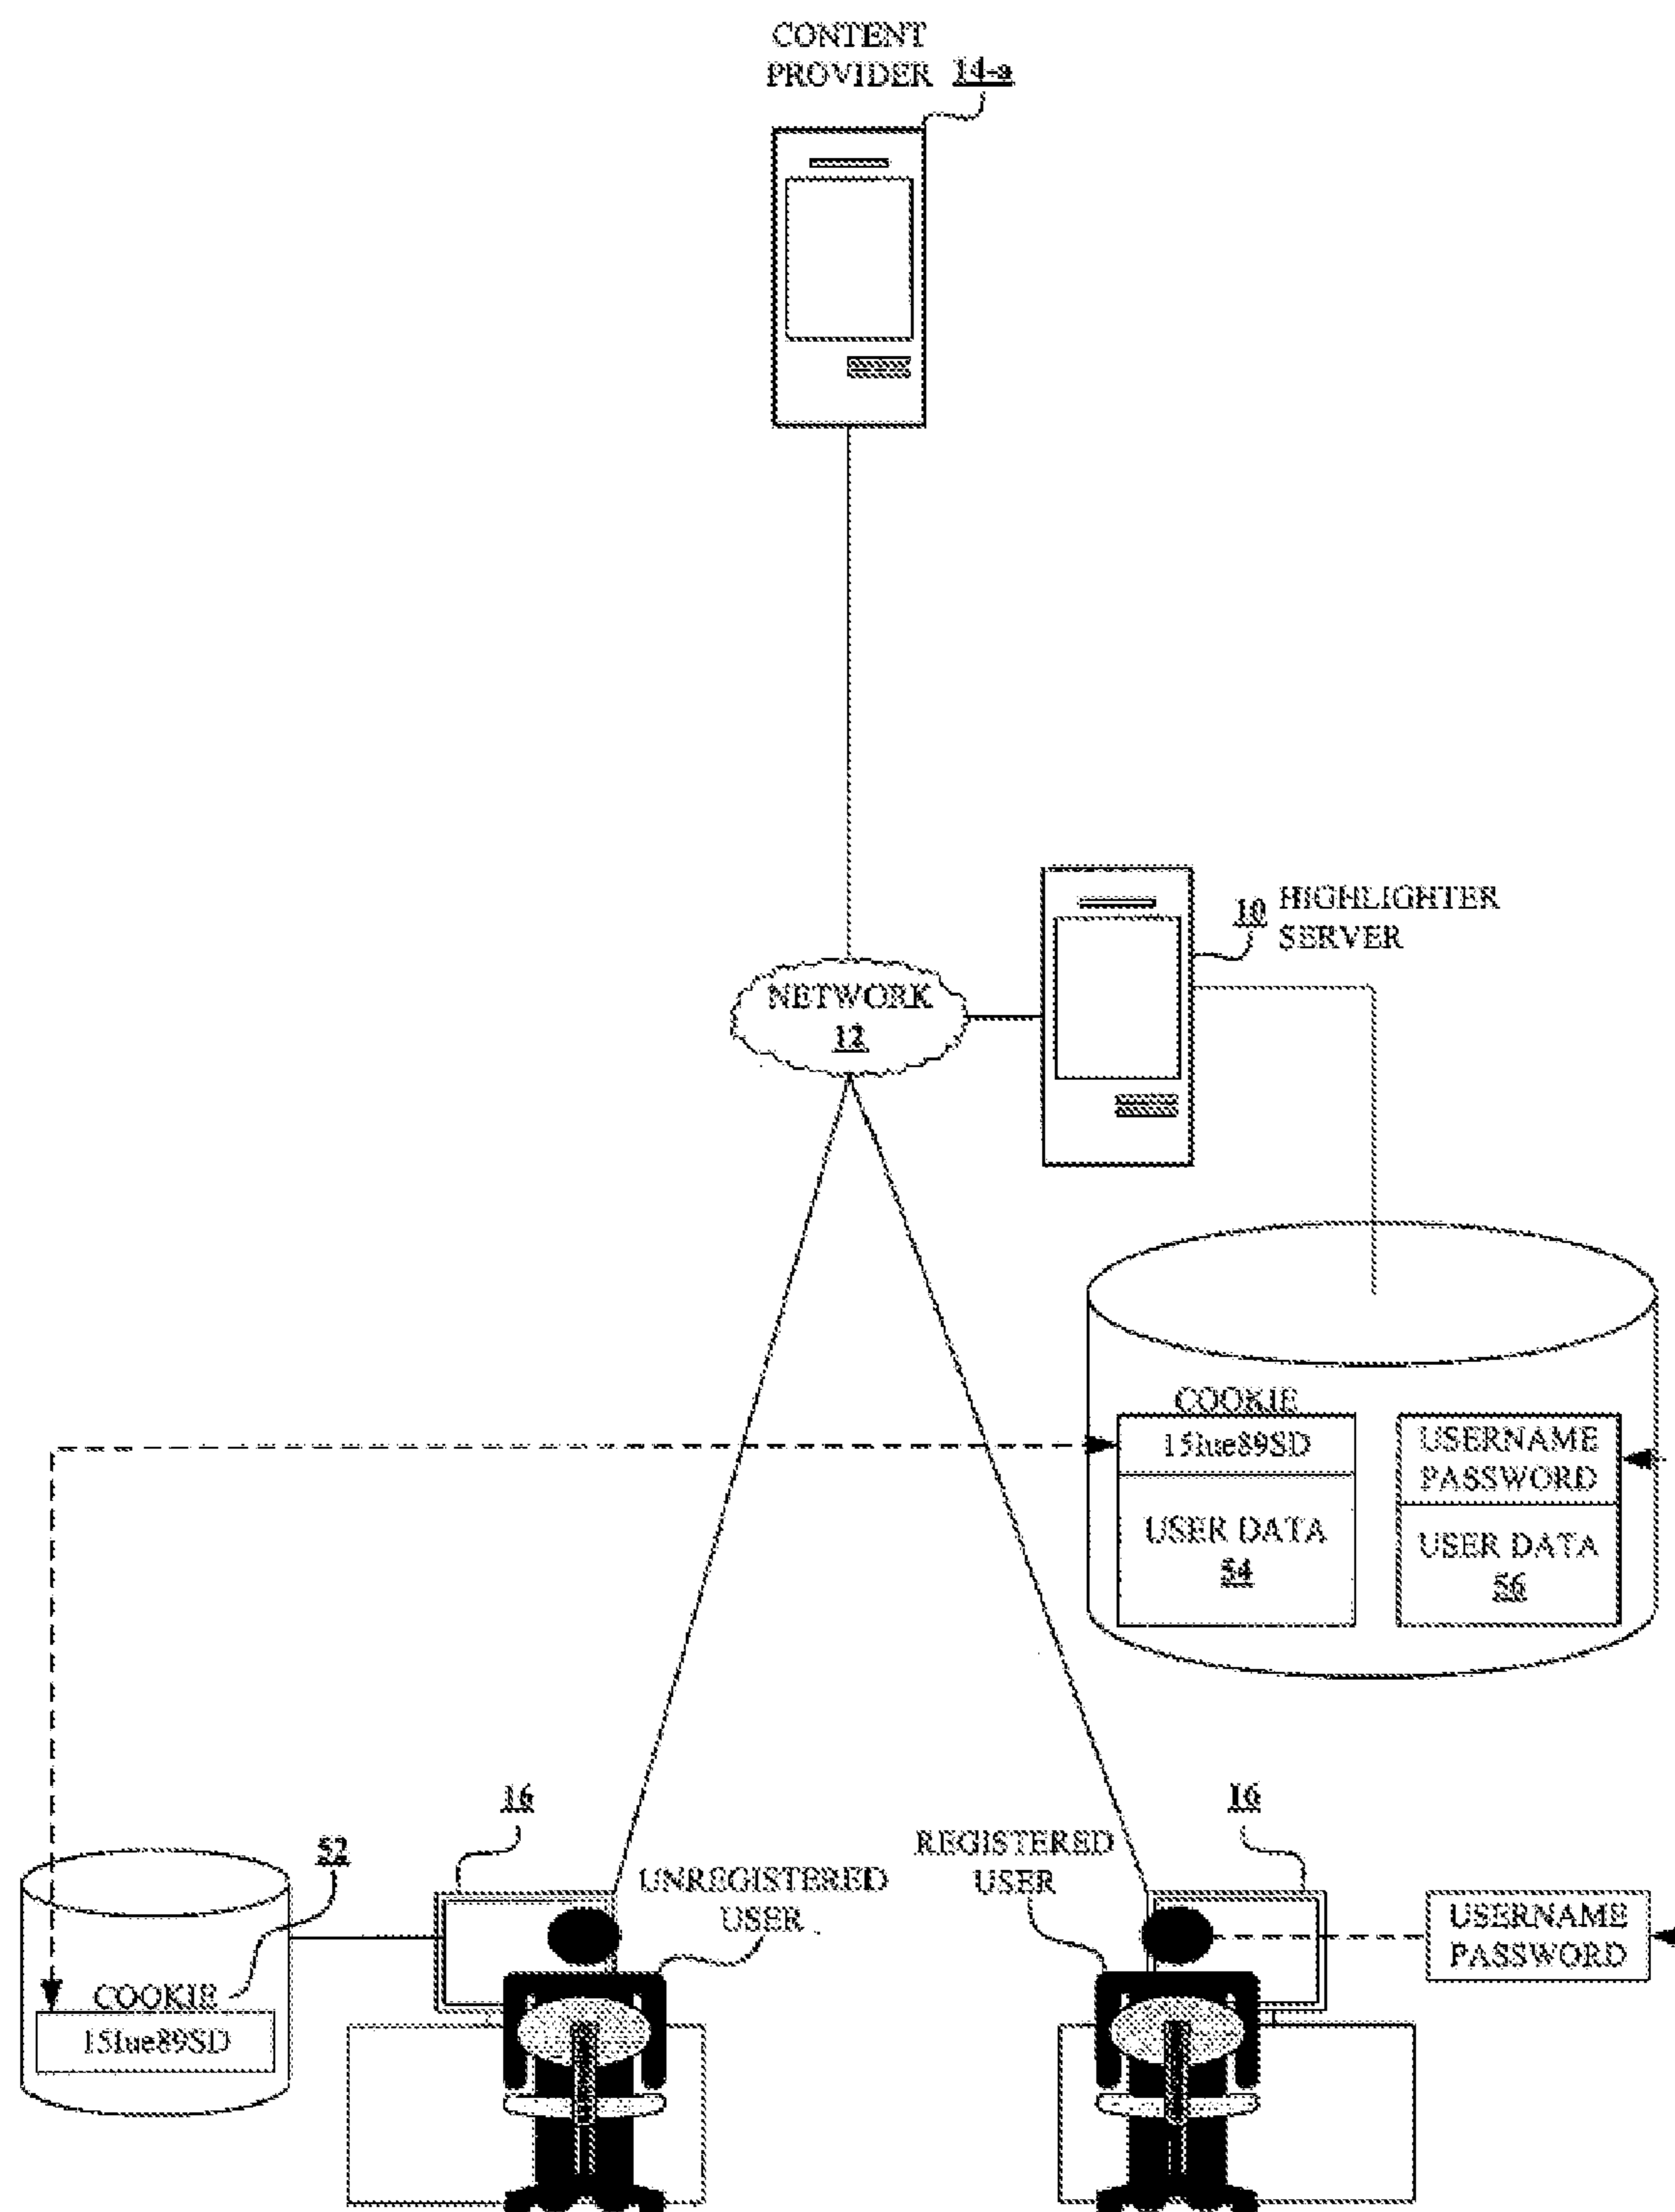 CONTENT
PROVIDER 14-a
10 HIGHLIGHTER
SERVER
NETWORK
12
COOKIE
15lue89SD
USER DATA
54
USERNAME
PASSWORD
USER DATA
56
16
52
UNREGISTERED
USER
COOKIE
15lue89SD
REGISTERED
USER
16
USERNAME
PASSWORD